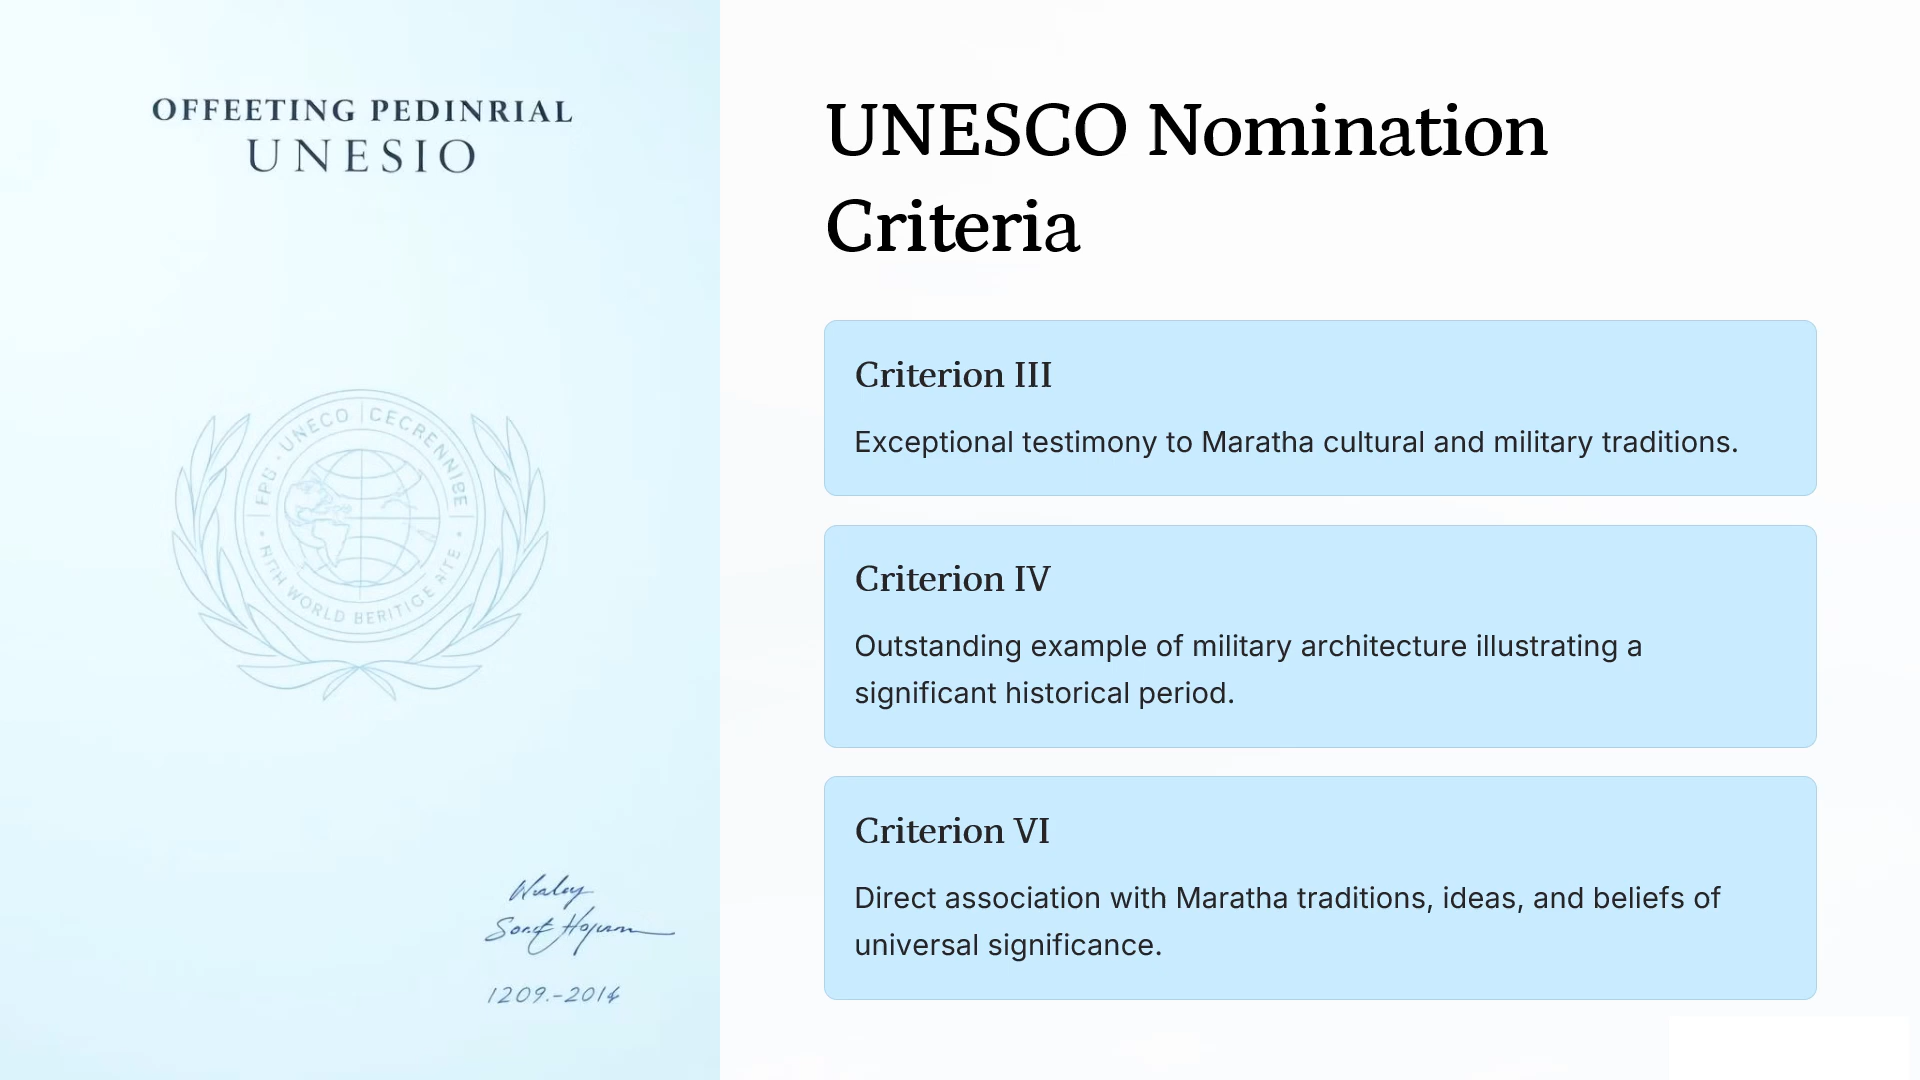 OFFEETING PEDINRIAL
UNESIO
UNECO CECRENNIBE
WORLD BERITIGE
1209.-2014
UNESCO Nomination
Criteria
Criterion III
Exceptional testimony to Maratha cultural and military traditions.
Criterion IV
Outstanding example of military architecture illustrating a
significant historical period.
Criterion VI
Direct association with Maratha traditions, ideas, and beliefs of
universal significance.